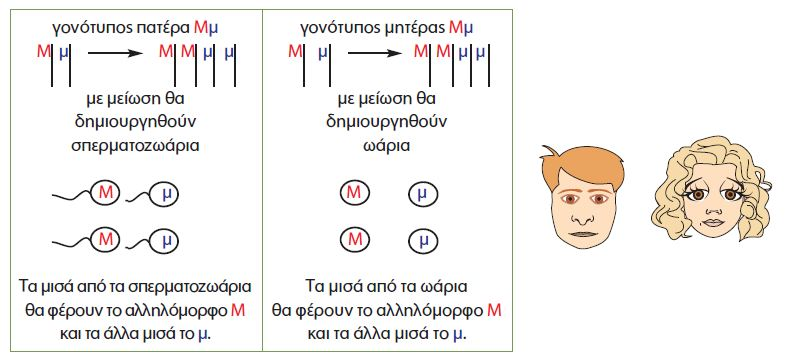 γονότυπος πατέρα Μμ
Μ μ Μ Μ μ μ
με μείωση θα
δημιουργηθούν
σπερματοζωάρια
Μ μ
Μ μ
Τα μισά από τα σπερματοζωάρια
θα φέρουν το αλληλόμορφο Μ
και τα άλλα μισά το μ.
γονότυπος μητέρας Μμ
Μ μ Μ Μ μ μ
με μείωση θα
δημιουργηθούν
ωάρια
Μ μ
Μ μ
Τα μισά από τα ωάρια
θα φέρουν το αλληλόμορφο Μ
και τα άλλα μισά το μ.